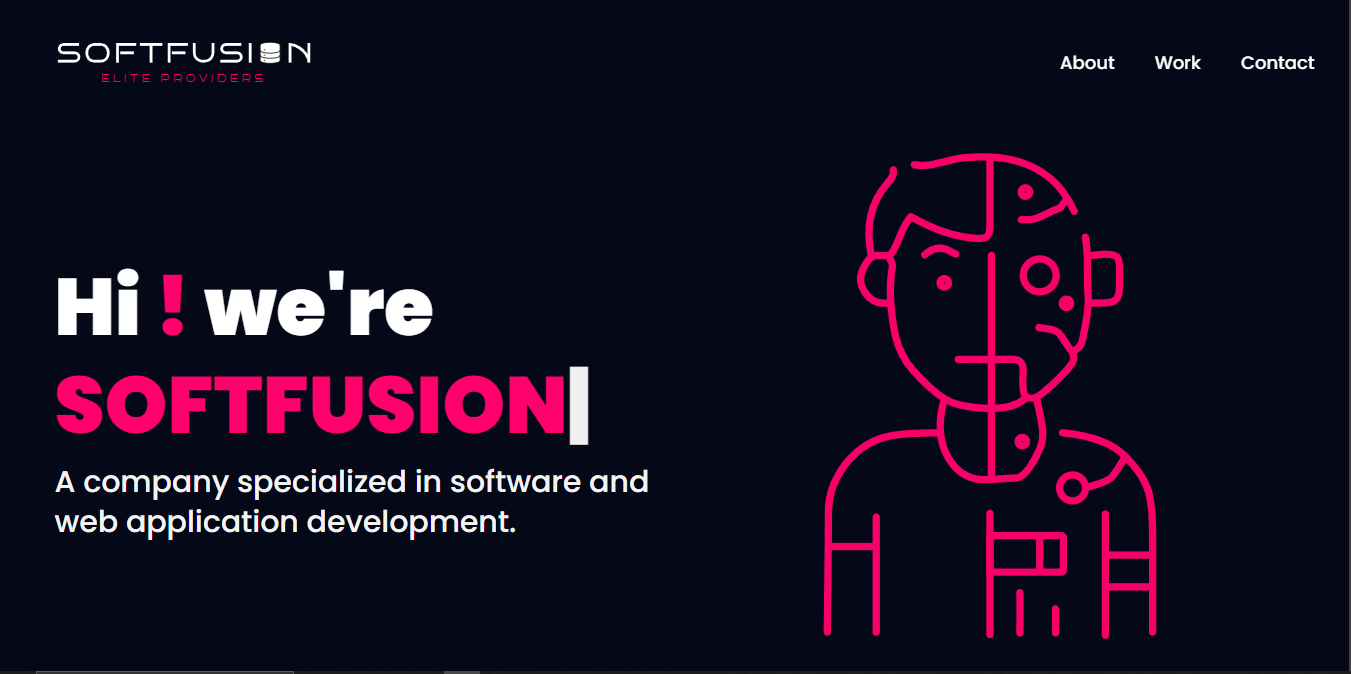 SOFTFUSION
ELITE PROVIDERS
About Work Contact
Hi ! we're
SOFTFUSION
A company specialized in software and
web application development.